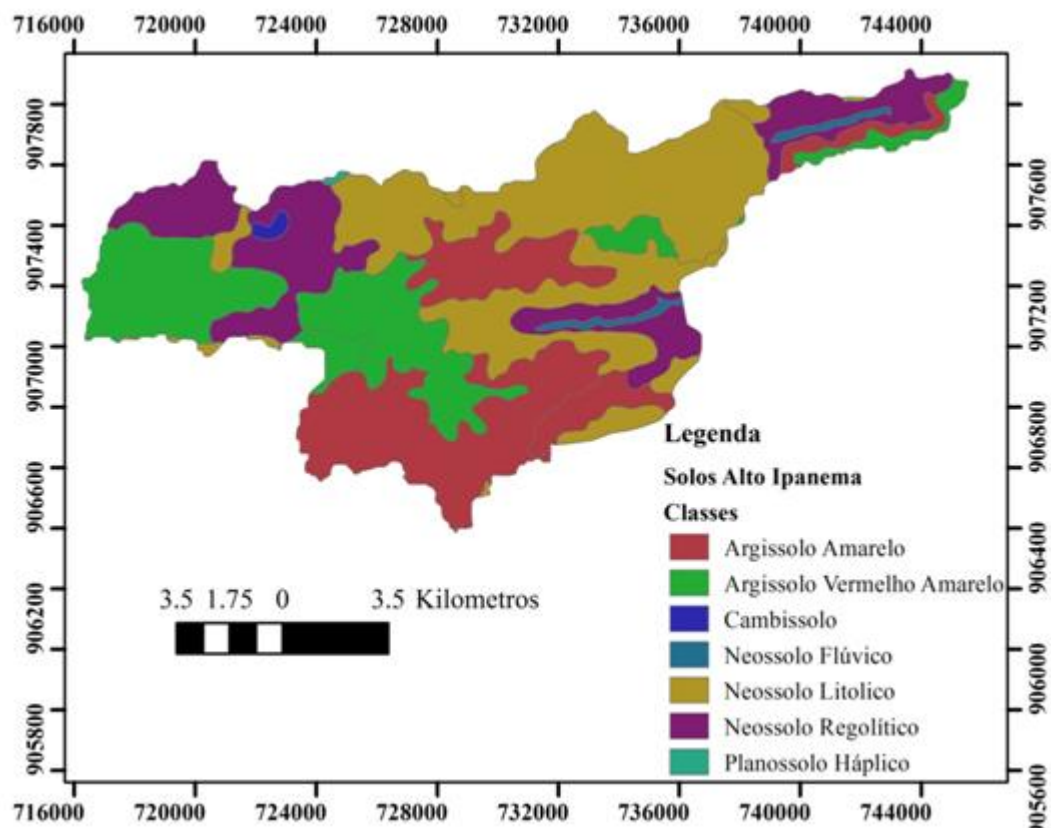 716000 720000 724000 728000 732000 736000 740000 744000
907800
907400
907000
906600
906200
905800
907600
907200
906800
906400
906000
905600
Legenda
Solos Alto Ipanema
Classes
Argissolo Amarelo
Argissolo Vermelho Amarelo
Cambissolo
Neossolo Flúvico
Neossolo Litolico
Neossolo Regolítico
Planossolo Háplico
3.5 1.75 0 3.5 Kilometros
716000 720000 724000 728000 732000 736000 740000 744000